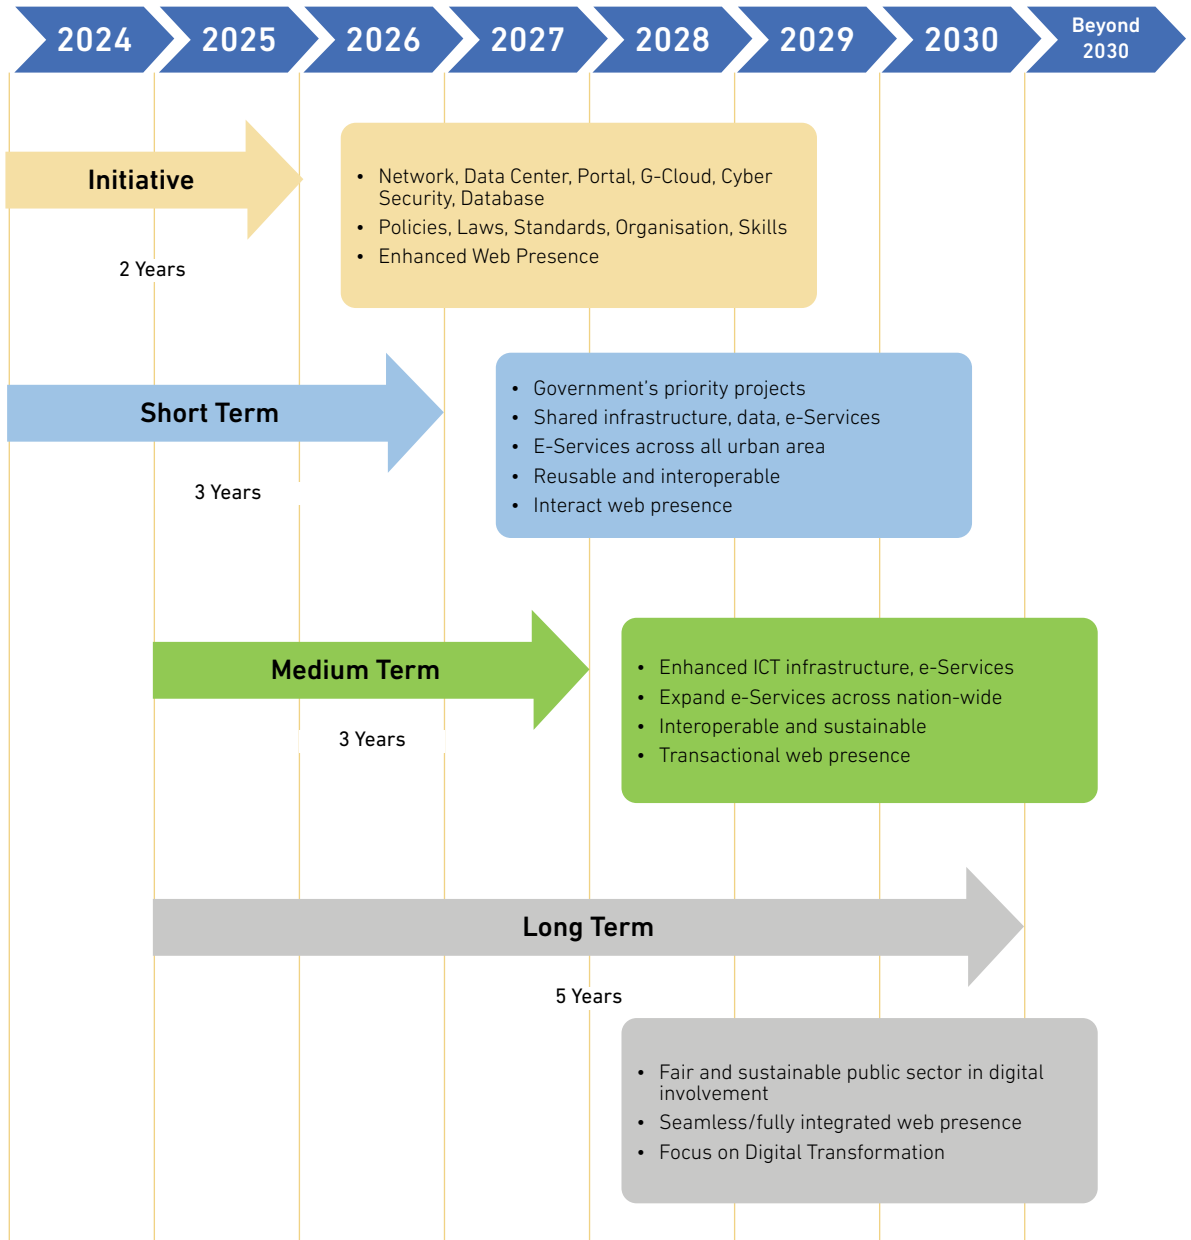 2024 2025 2026 2027 2028 2029 2030 Beyond
2030
Initiative
2 Years
• Network, Data Center, Portal, G-Cloud, Cyber
Security, Database
• Policies, Laws, Standards, Organisation, Skills
• Enhanced Web Presence
Short Term
3 Years
• Government’s priority projects
• Shared infrastructure, data, e-Services
• E-Services across all urban area
• Reusable and interoperable
• Interact web presence
Medium Term
3 Years
• Enhanced ICT infrastructure, e-Services
• Expand e-Services across nation-wide
• Interoperable and sustainable
• Transactional web presence
Long Term
5 Years
• Fair and sustainable public sector in digital
involvement
• Seamless/fully integrated web presence
• Focus on Digital Transformation